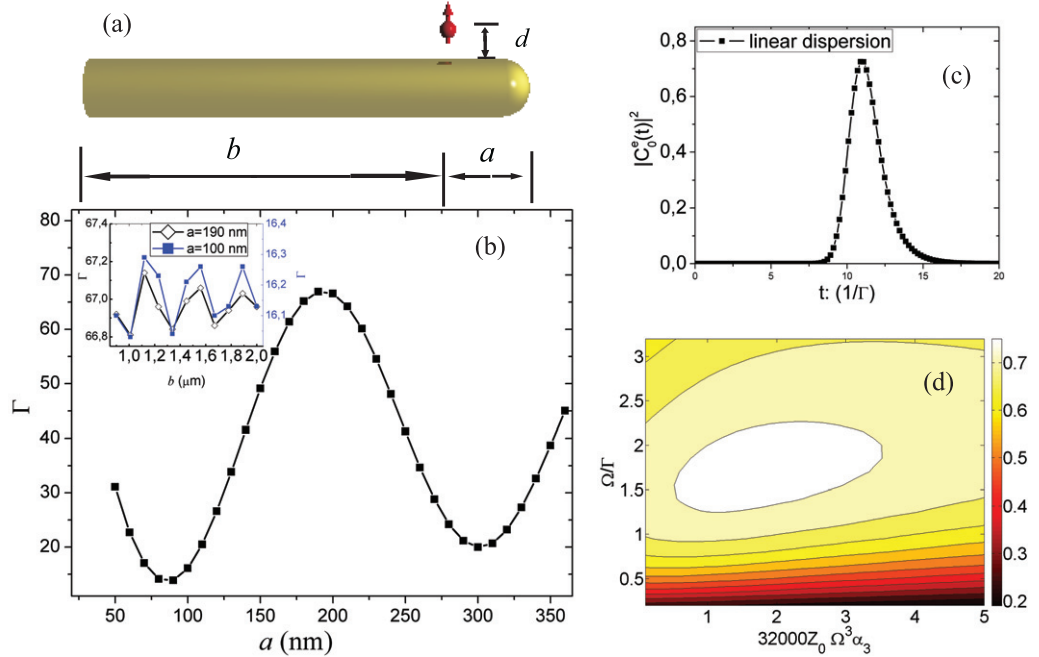 (a)
d
b
a
(b)
80
70
60
50
40
30
20
Γ
50
100
150
200
250
300
350
a (nm)
67,4
67,2
67,0
66,8
Γ
a=190 nm
a=100 nm
16,4
16,3
16,2
16,1
Γ
1,0 1,2 1,4 1,6 1,8 2,0
b (μm)
(c)
linear dispersion
0,8
0,6
0,4
0,2
0,0
|C₀ᵉ(t)|²
0
5
10
15
20
t: (1/Γ)
(d)
3
2.5
2
1.5
1
0.5
Ω/Γ
1
2
3
4
5
32000Z₀ Ω³α₃
0.7
0.6
0.5
0.4
0.3
0.2